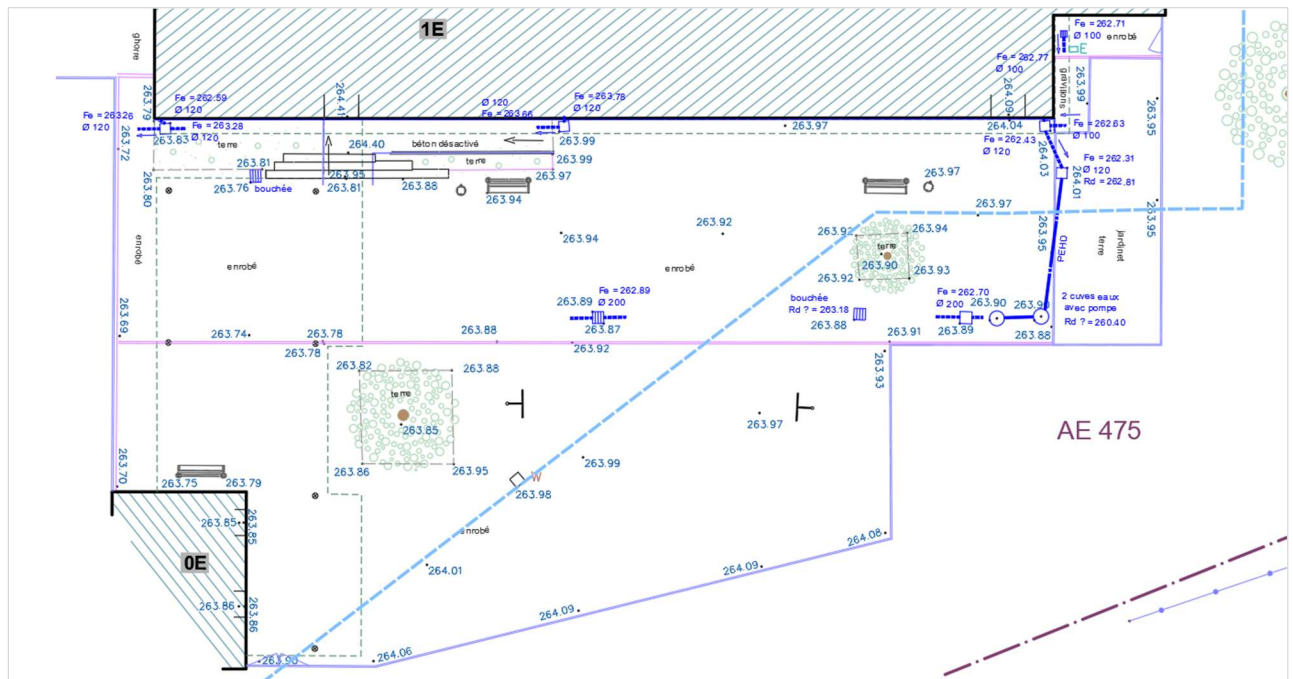 1E
Fe = 262.71
Ø 100
enrobé
E
Fe = 262.77
Ø 100
gravillons
263.99
ghorre
263.79
Fe = 262.59
Ø 120
264.41
Ø 120
Fe = 263.66
Fe = 263.78
Ø 120
264.09
263.95
Fe = 263.26
Ø 120
Fe = 263.28
Ø 120
263.83
263.99
263.97
264.04
Fe = 262.63
Ø 100
263.72
terre
264.40
béton désactivé
terre
263.99
263.97
Fe = 262.43
Ø 120
264.03
Fe = 262.31
Ø 120
Rd = 262.81
263.81
263.76
bouchée
263.95
263.81
263.88
263.94
263.97
264.01
263.80
263.97
263.95
263.95
263.92
263.94
263.92
263.94
terre
263.90
263.92
263.93
enrobé
enrobé
enrobé
PEHD
jardinet
terre
Fe = 262.89
Ø 200
263.89
263.87
bouchée
Rd ? = 263.18
263.88
Fe = 262.70
Ø 200
263.90
263.89
263.88
2 cuves eaux
avec pompe
Rd ? = 260.40
263.69
263.74
263.78
263.78
263.88
263.92
263.91
263.93
263.82
263.88
terre
263.85
263.86
263.95
263.97
AE 475
263.99
W
263.98
263.70
263.75
263.79
263.85
263.85
0E
enrobé
264.01
264.08
264.09
264.09
263.86
263.86
263.90
264.06